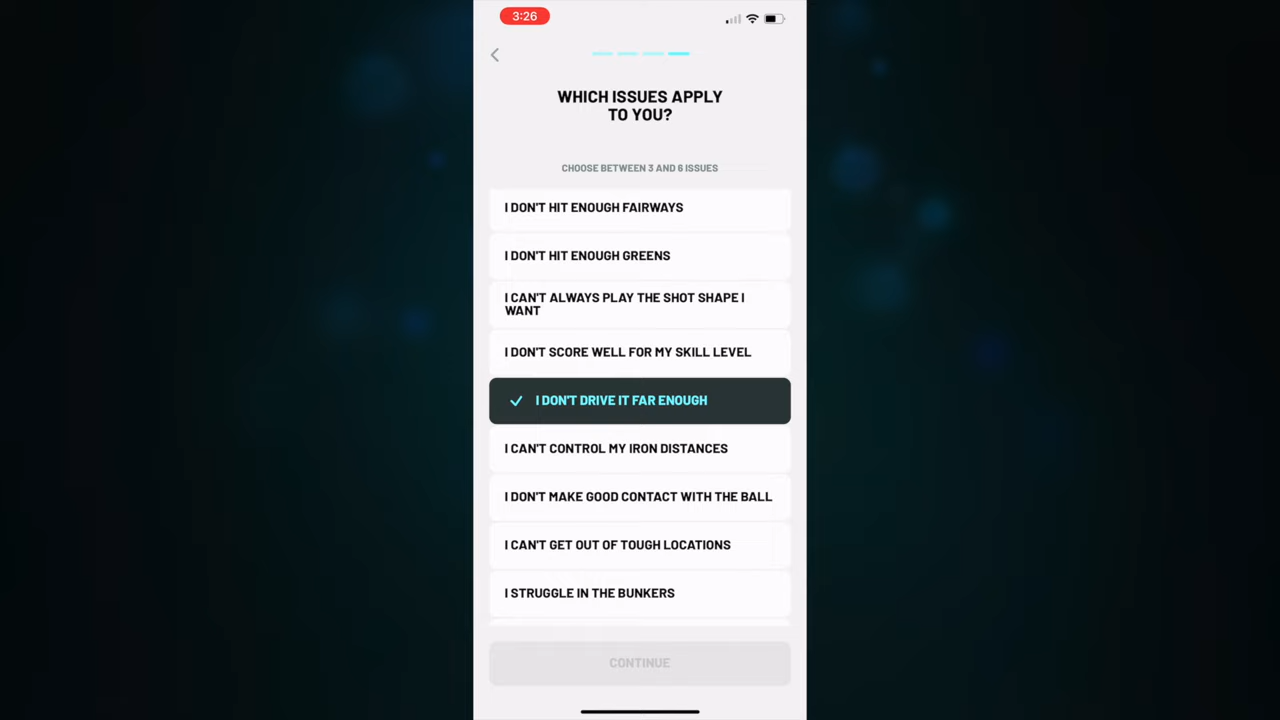 3:26
WHICH ISSUES APPLY
TO YOU?
CHOOSE BETWEEN 3 AND 6 ISSUES
I DON'T HIT ENOUGH FAIRWAYS
I DON'T HIT ENOUGH GREENS
I CAN'T ALWAYS PLAY THE SHOT SHAPE I
WANT
I DON'T SCORE WELL FOR MY SKILL LEVEL
I DON'T DRIVE IT FAR ENOUGH
I CAN'T CONTROL MY IRON DISTANCES
I DON'T MAKE GOOD CONTACT WITH THE BALL
I CAN'T GET OUT OF TOUGH LOCATIONS
I STRUGGLE IN THE BUNKERS
CONTINUE